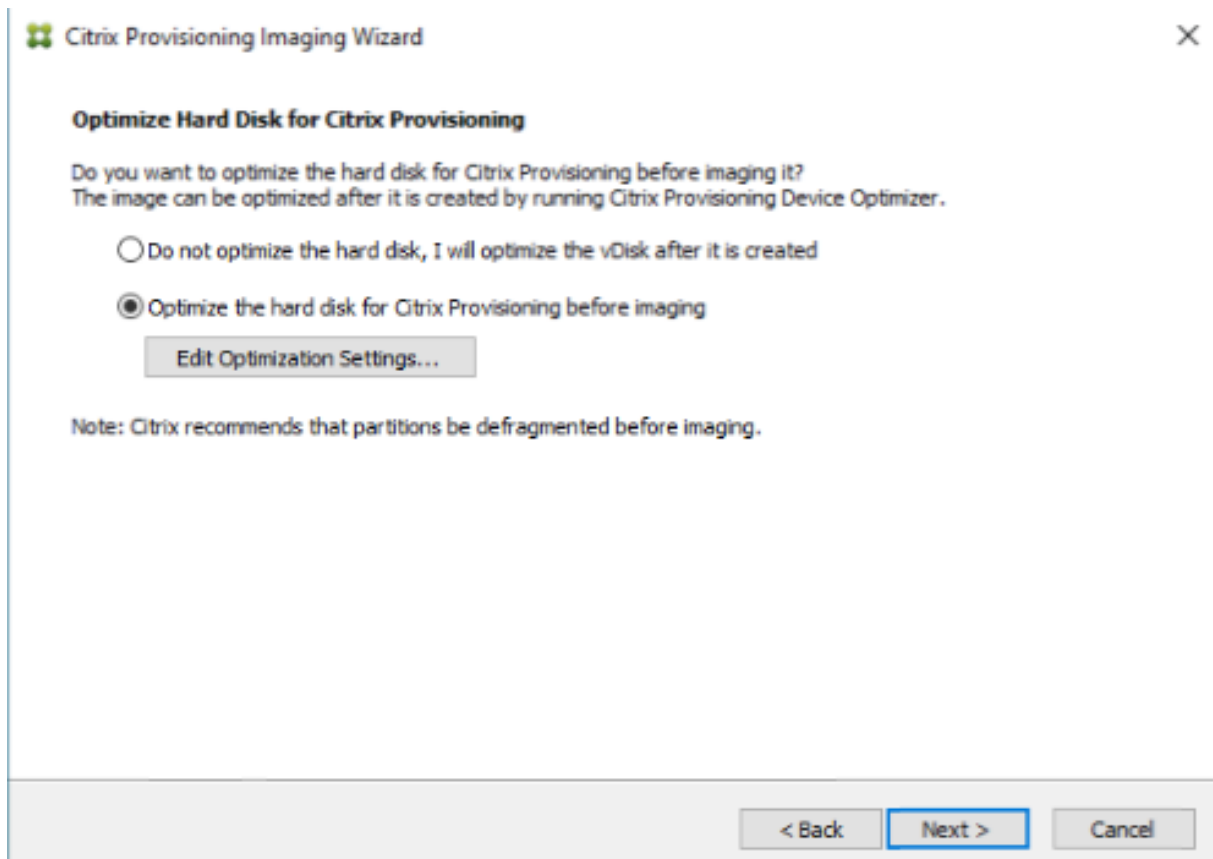 Citrix Provisioning Imaging Wizard
Optimize Hard Disk for Citrix Provisioning
Do you want to optimize the hard disk for Citrix Provisioning before imaging it?
The image can be optimized after it is created by running Citrix Provisioning Device Optimizer.
Do not optimize the hard disk, I will optimize the vDisk after it is created
Optimize the hard disk for Citrix Provisioning before imaging
Edit Optimization Settings...
Note: Citrix recommends that partitions be defragmented before imaging.
< Back Next > Cancel